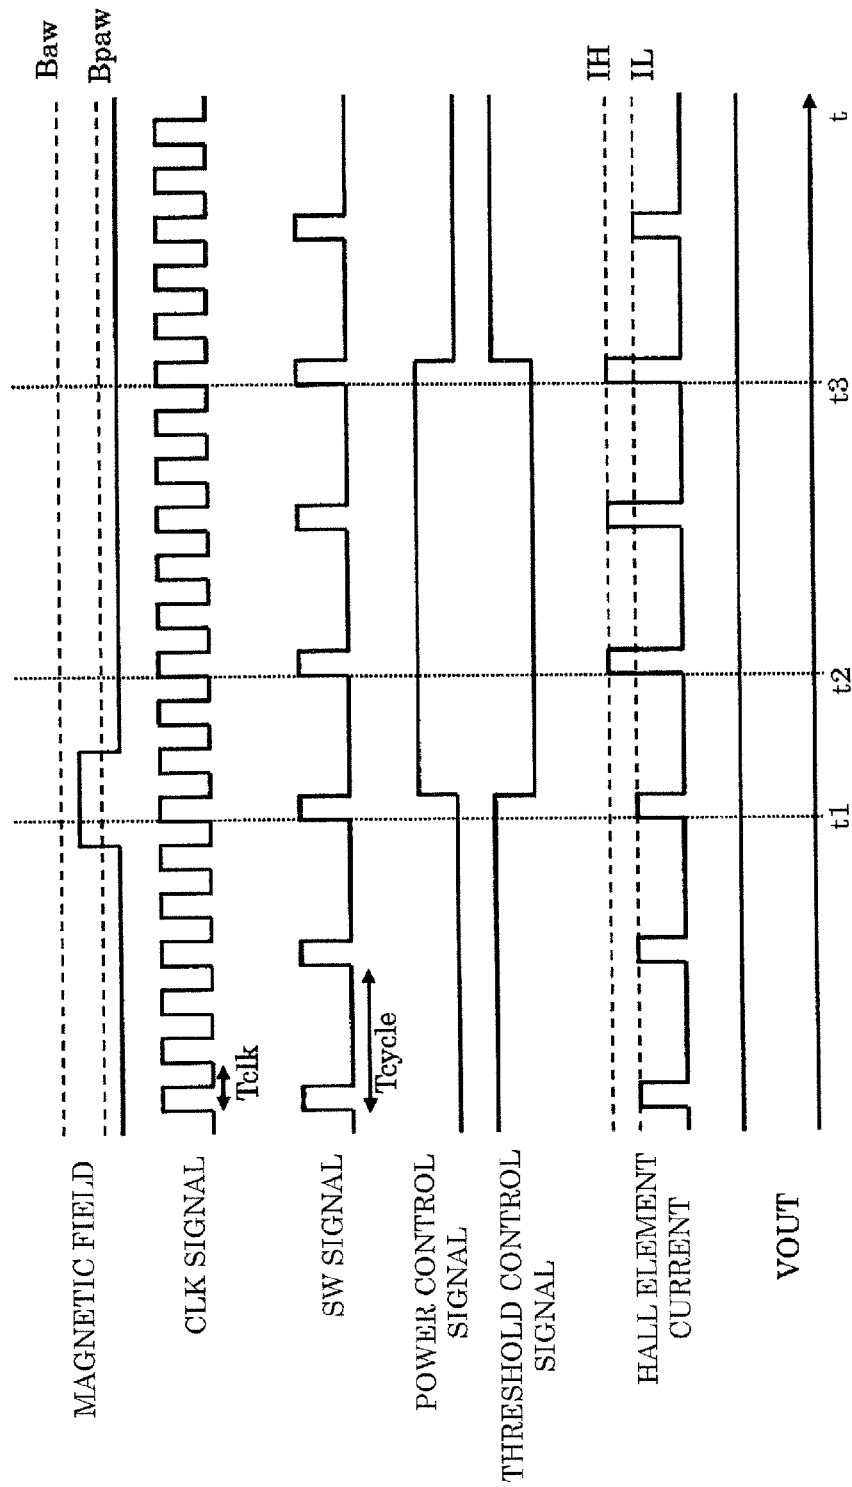 Baw
Bpaw
MAGNETIC FIELD
CLK SIGNAL
Tclk
SW SIGNAL
Tcycle
POWER CONTROL
SIGNAL
THRESHOLD CONTROL
SIGNAL
IH
IL
HALL ELEMENT
CURRENT
VOUT
t1
t2
t3
t